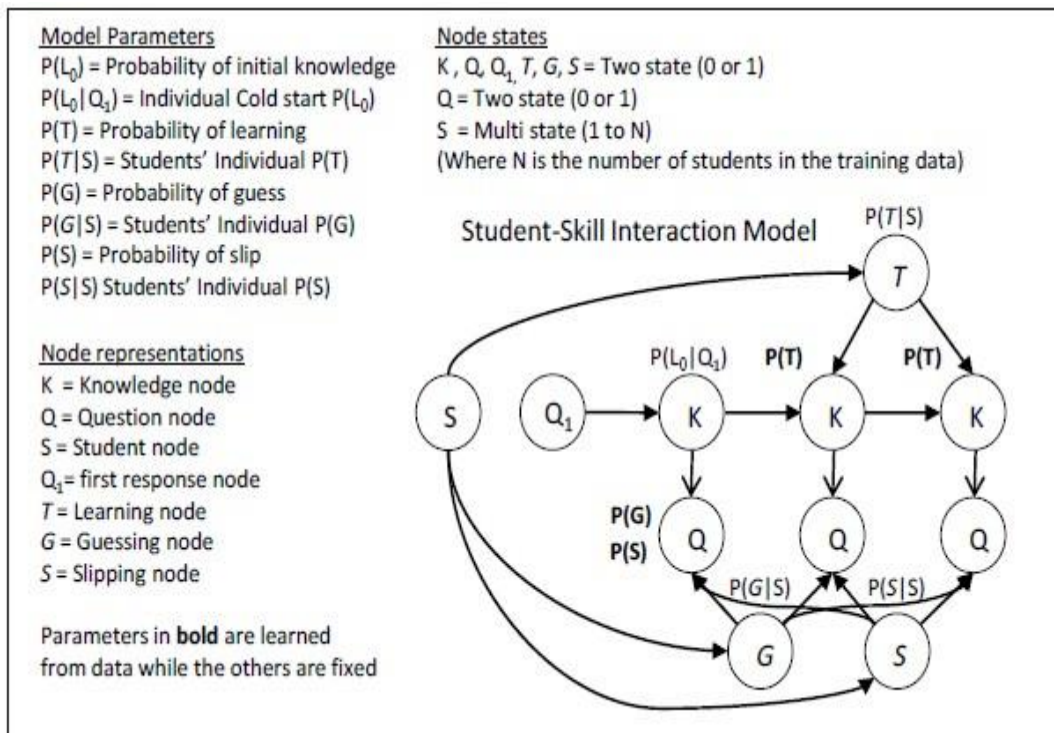 Model Parameters
P(L₀) = Probability of initial knowledge
P(L₀|Q₁) = Individual Cold start P(L₀)
P(T) = Probability of learning
P(T|S) = Students’ Individual P(T)
P(G) = Probability of guess
P(G|S) = Students’ Individual P(G)
P(S) = Probability of slip
P(S|S) Students’ Individual P(S)
Node representations
K = Knowledge node
Q = Question node
S = Student node
Q₁= first response node
T = Learning node
G = Guessing node
S = Slipping node
Parameters in bold are learned
from data while the others are fixed
Node states
K , Q, Q₁, T, G, S = Two state (0 or 1)
Q = Two state (0 or 1)
S = Multi state (1 to N)
(Where N is the number of students in the training data)
Student-Skill Interaction Model
P(T|S)
T
P(L₀|Q₁)
P(T)
P(T)
S
Q₁
K
K
K
P(G)
P(S)
Q
Q
Q
P(G|S)
P(S|S)
G
S